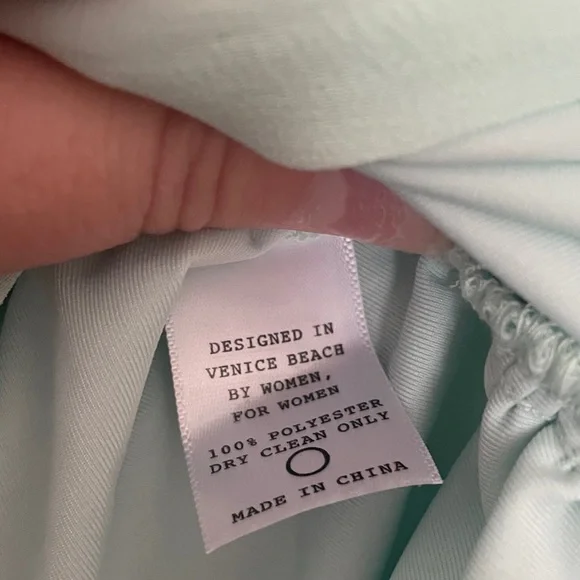 DESIGNED IN
VENICE BEACH
BY WOMEN,
FOR WOMEN
100% POLYESTER
DRY CLEAN ONLY
MADE IN CHINA